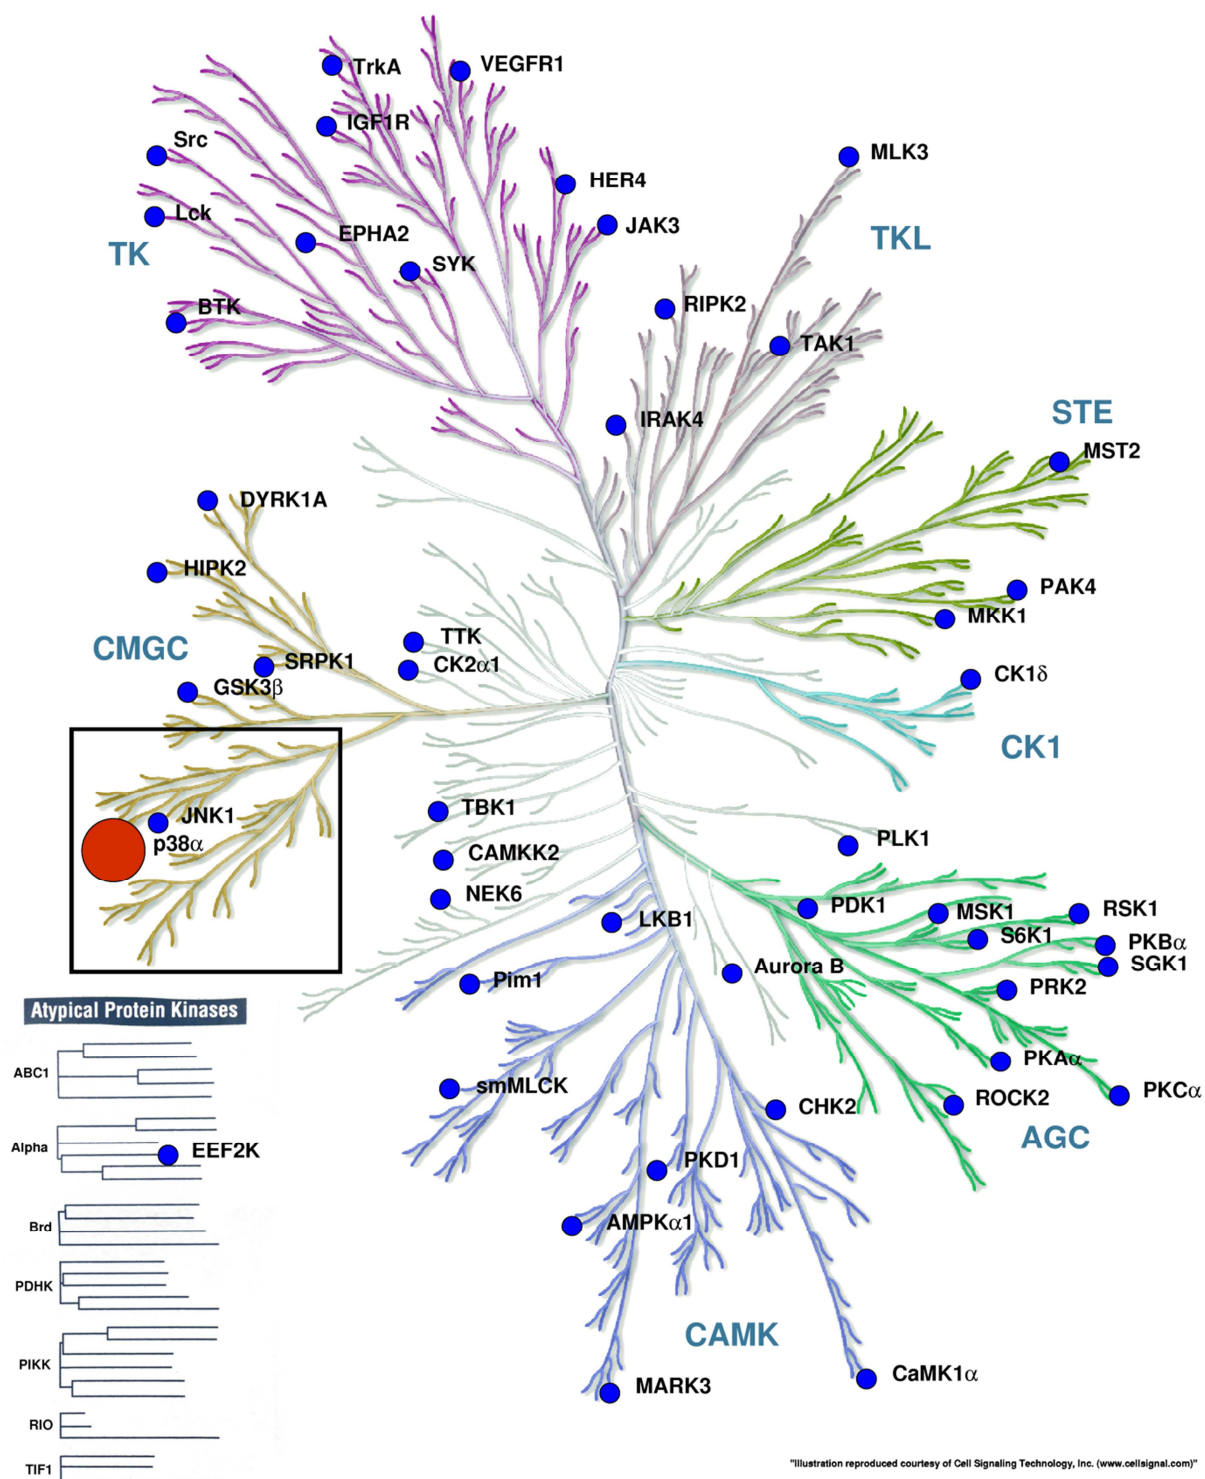 TrkA
VEGFR1
IGF1R
Src
MLK3
HER4
Lck
JAK3
EPHA2
TKL
TK
SYK
BTK
RIPK2
TAK1
IRAK4
STE
MST2
DYRK1A
HIPK2
PAK4
MKK1
TTK
CMGC
SRPK1
CK2α1
GSK3β
CK1δ
CK1
JNK1
p38α
TBK1
PLK1
CAMKK2
NEK6
PDK1
MSK1
RSK1
LKB1
S6K1
PKBα
SGK1
Aurora B
Pim1
PRK2
Atypical Protein Kinases
PKAα
ABC1
smMLCK
PKCα
CHK2
ROCK2
AGC
Alpha
EEF2K
PKD1
AMPKα1
Brd
PDHK
CAMK
PIKK
CaMK1α
MARK3
RIO
TIF1
"Illustration reproduced courtesy of Cell Signaling Technology, Inc. (www.cellsignal.com)"